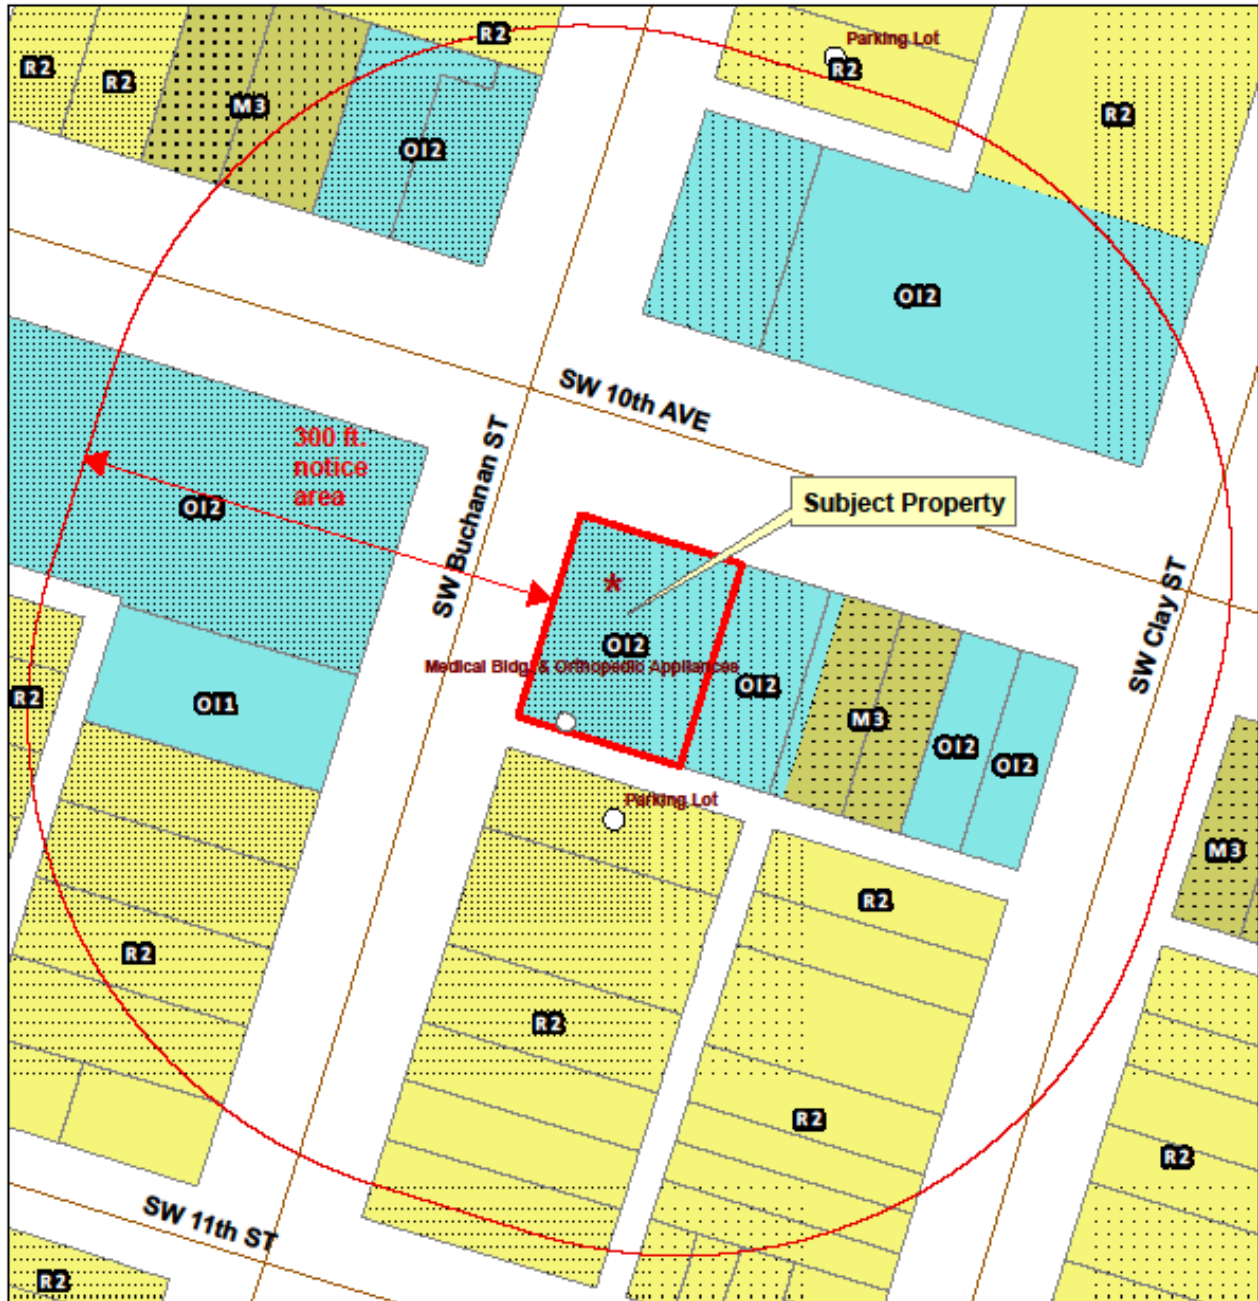 R2
Parking Lot
R2
R2
R2
M3
R2
OI2
OI2
SW 10th AVE
300 ft.
notice
area
SW Buchanan ST
OI2
Subject Property
*
OI2
Medical Bldg. & Orthopedic Appliances
OI2
SW Clay ST
R2
OI1
M3
OI2
OI2
Parking Lot
M3
R2
R2
R2
R2
R2
SW 11th ST
R2